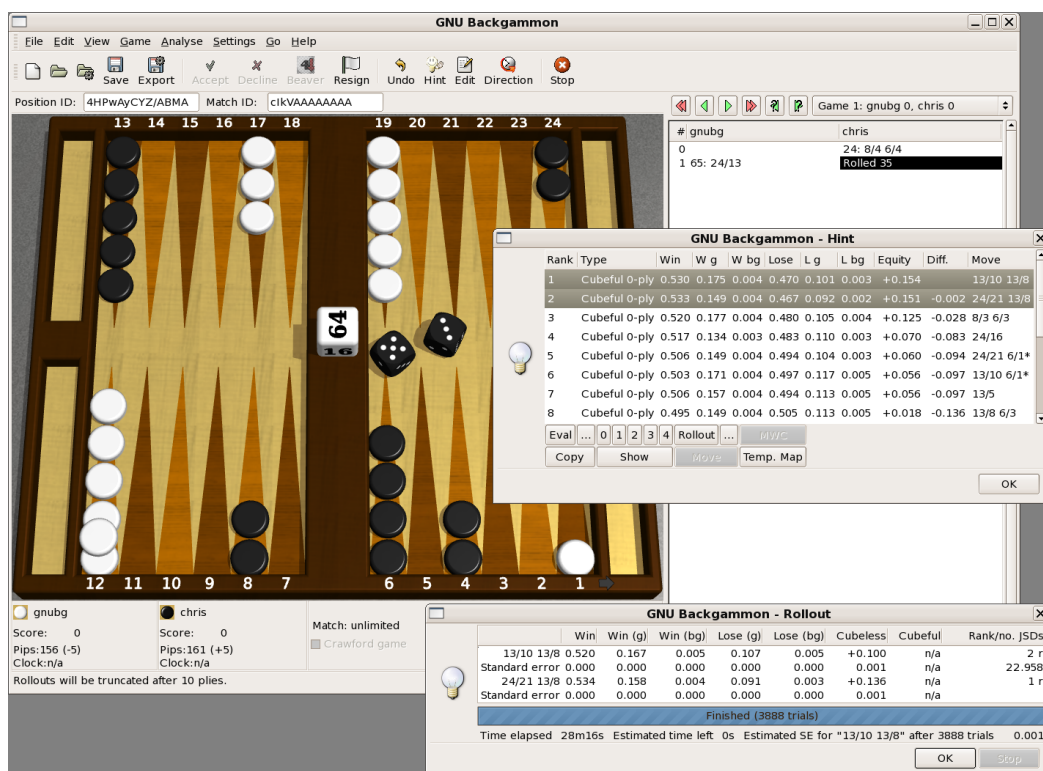 GNU Backgammon
File Edit View Game Analyse Settings Go Help
Save Export Accept Decline Beaver Resign Undo Hint Edit Direction Stop
Position ID: 4HPwAyCYZ/ABMA Match ID: cIkVAAAAAAAA Game 1: gnubg 0, chris 0
13 14 15 16 17 18 19 20 21 22 23 24
# gnubg chris
0 24: 8/4 6/4
1 65: 24/13 Rolled 35
GNU Backgammon - Hint
Rank Type Win W g W bg Lose L g L bg Equity Diff. Move
1 Cubeful 0-ply 0.530 0.175 0.004 0.470 0.101 0.003 +0.154 13/10 13/8
2 Cubeful 0-ply 0.533 0.149 0.004 0.467 0.092 0.002 +0.151 -0.002 24/21 13/8
3 Cubeful 0-ply 0.520 0.177 0.004 0.480 0.105 0.004 +0.125 -0.028 8/3 6/3
4 Cubeful 0-ply 0.517 0.134 0.003 0.483 0.110 0.003 +0.070 -0.083 24/16
5 Cubeful 0-ply 0.506 0.149 0.004 0.494 0.104 0.003 +0.060 -0.094 24/21 6/1*
6 Cubeful 0-ply 0.503 0.171 0.004 0.497 0.117 0.005 +0.056 -0.097 13/10 6/1*
7 Cubeful 0-ply 0.506 0.157 0.004 0.494 0.113 0.005 +0.056 -0.097 13/5
8 Cubeful 0-ply 0.495 0.149 0.004 0.505 0.113 0.005 +0.018 -0.136 13/8 6/3
Eval ... 0 1 2 3 4 Rollout ... MWC
Copy Show Move Temp. Map
OK
64
16
12 11 10 9 8 7 6 5 4 3 2 1
gnubg
Score: 0
Pips:156 (-5)
Clock:n/a
chris
Score: 0
Pips:161 (+5)
Clock:n/a
Match: unlimited
Crawford game
Rollouts will be truncated after 10 plies.
GNU Backgammon - Rollout
Win Win (g) Win (bg) Lose (g) Lose (bg) Cubeless Cubeful Rank/no. JSDs
13/10 13/8 0.520 0.167 0.005 0.107 0.005 +0.100 n/a 2 r
Standard error 0.000 0.000 0.000 0.000 0.000 0.001 n/a 22.958
24/21 13/8 0.534 0.158 0.004 0.091 0.003 +0.136 n/a 1 r
Standard error 0.000 0.000 0.000 0.000 0.000 0.001 n/a
Finished (3888 trials)
Time elapsed 28m16s Estimated time left 0s Estimated SE for "13/10 13/8" after 3888 trials 0.001
OK Stop